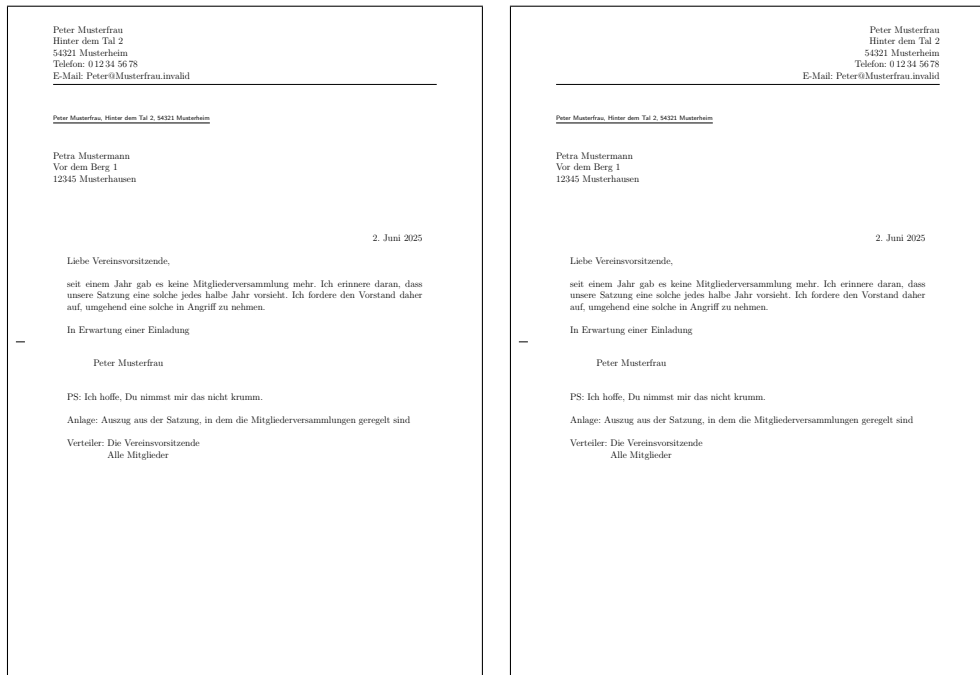 Peter Musterfrau
Hinter dem Tal 2
54321 Musterheim
Telefon: 0 12 34 56 78
E-Mail: Peter@Musterfrau.invalid
Peter Musterfrau, Hinter dem Tal 2, 54321 Musterheim
Petra Mustermann
Vor dem Berg 1
12345 Musterhausen
2. Juni 2025
Liebe Vereinsvorsitzende,
seit einem Jahr gab es keine Mitgliederversammlung mehr. Ich erinnere daran, dass
unsere Satzung eine solche jedes halbe Jahr vorsieht. Ich fordere den Vorstand daher
auf, umgehend eine solche in Angriff zu nehmen.
In Erwartung einer Einladung
Peter Musterfrau
PS: Ich hoffe, Du nimmst mir das nicht krumm.
Anlage: Auszug aus der Satzung, in dem die Mitgliederversammlungen geregelt sind
Verteiler: Die Vereinsvorsitzende
Alle Mitglieder
Peter Musterfrau
Hinter dem Tal 2
54321 Musterheim
Telefon: 0 12 34 56 78
E-Mail: Peter@Musterfrau.invalid
Peter Musterfrau, Hinter dem Tal 2, 54321 Musterheim
Petra Mustermann
Vor dem Berg 1
12345 Musterhausen
2. Juni 2025
Liebe Vereinsvorsitzende,
seit einem Jahr gab es keine Mitgliederversammlung mehr. Ich erinnere daran, dass
unsere Satzung eine solche jedes halbe Jahr vorsieht. Ich fordere den Vorstand daher
auf, umgehend eine solche in Angriff zu nehmen.
In Erwartung einer Einladung
Peter Musterfrau
PS: Ich hoffe, Du nimmst mir das nicht krumm.
Anlage: Auszug aus der Satzung, in dem die Mitgliederversammlungen geregelt sind
Verteiler: Die Vereinsvorsitzende
Alle Mitglieder